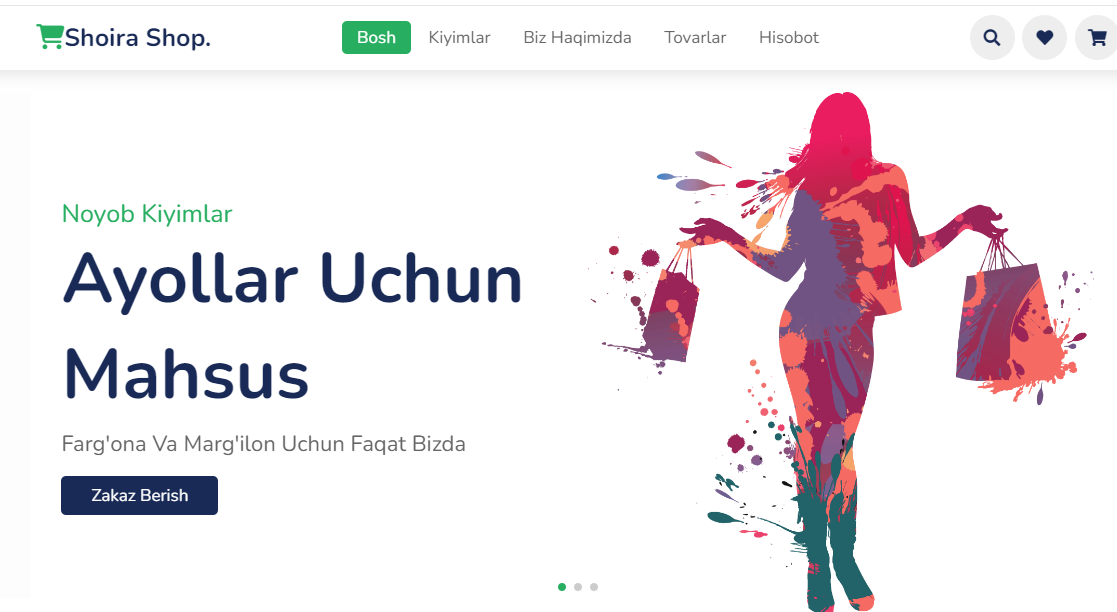 Shoira Shop.
Bosh
Kiyimlar
Biz Haqimizda
Tovarlar
Hisobot
Noyob Kiyimlar
Ayollar Uchun
Mahsus
Farg'ona Va Marg'ilon Uchun Faqat Bizda
Zakaz Berish